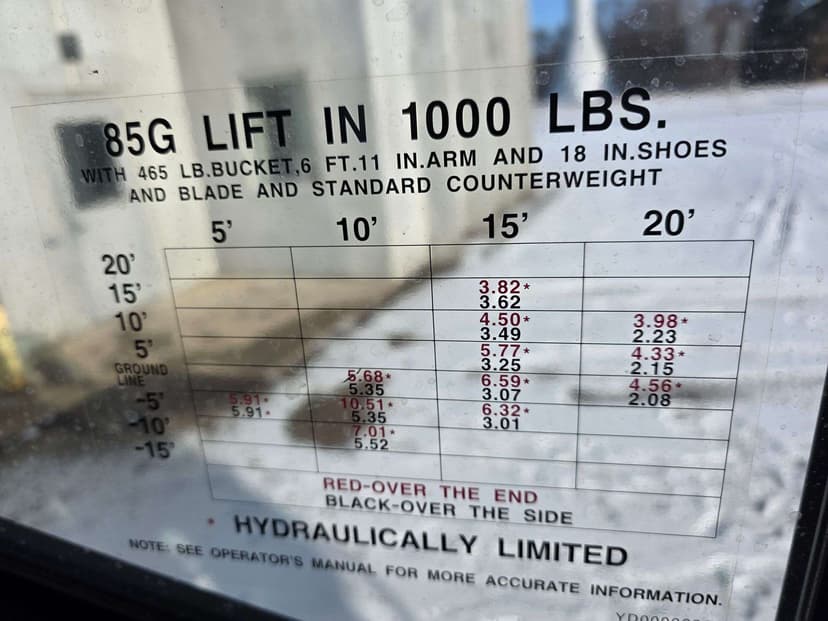 85G LIFT IN 1000 LBS.
WITH 465 LB.BUCKET,6 FT.11 IN.ARM AND 18 IN.SHOES
AND BLADE AND STANDARD COUNTERWEIGHT
5' 10' 15' 20'
20'
15' 3.82*
3.62
10' 4.50* 3.98*
3.49 2.23
5' 5.77* 4.33*
3.25 2.15
GROUND 5.68* 6.59* 4.56*
LINE 5.35 3.07 2.08
-5' 5.91* 10.51* 6.32*
5.91* 5.35 3.01
-10' 7.01*
5.52
-15'
RED-OVER THE END
BLACK-OVER THE SIDE
* HYDRAULICALLY LIMITED
NOTE: SEE OPERATOR'S MANUAL FOR MORE ACCURATE INFORMATION.